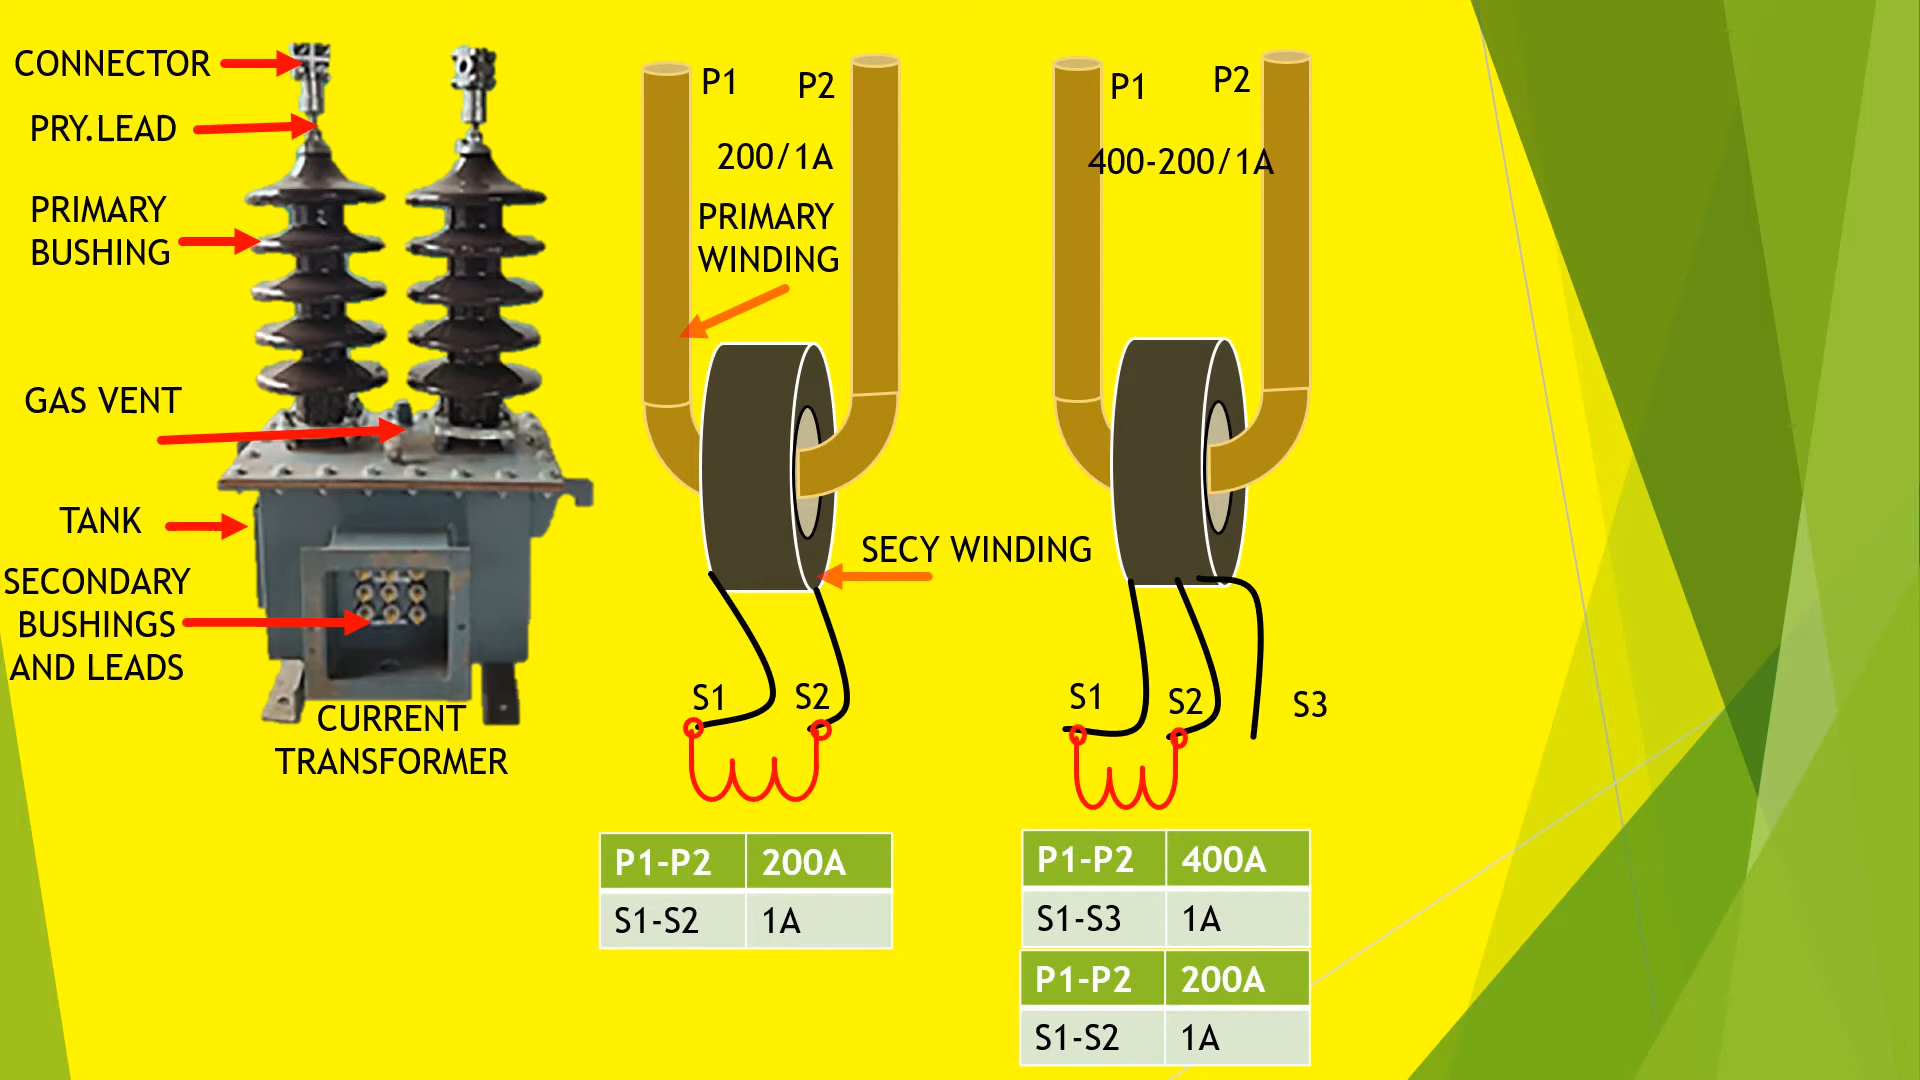 CONNECTOR
PRY.LEAD
PRIMARY
BUSHING
GAS VENT
TANK
SECONDARY
BUSHINGS
AND LEADS
CURRENT
TRANSFORMER
P1
P2
200/1A
PRIMARY
WINDING
SECY WINDING
S1
S2
P1-P2 200A
S1-S2 1A
P1
P2
400-200/1A
S1
S2
S3
P1-P2 400A
S1-S3 1A
P1-P2 200A
S1-S2 1A